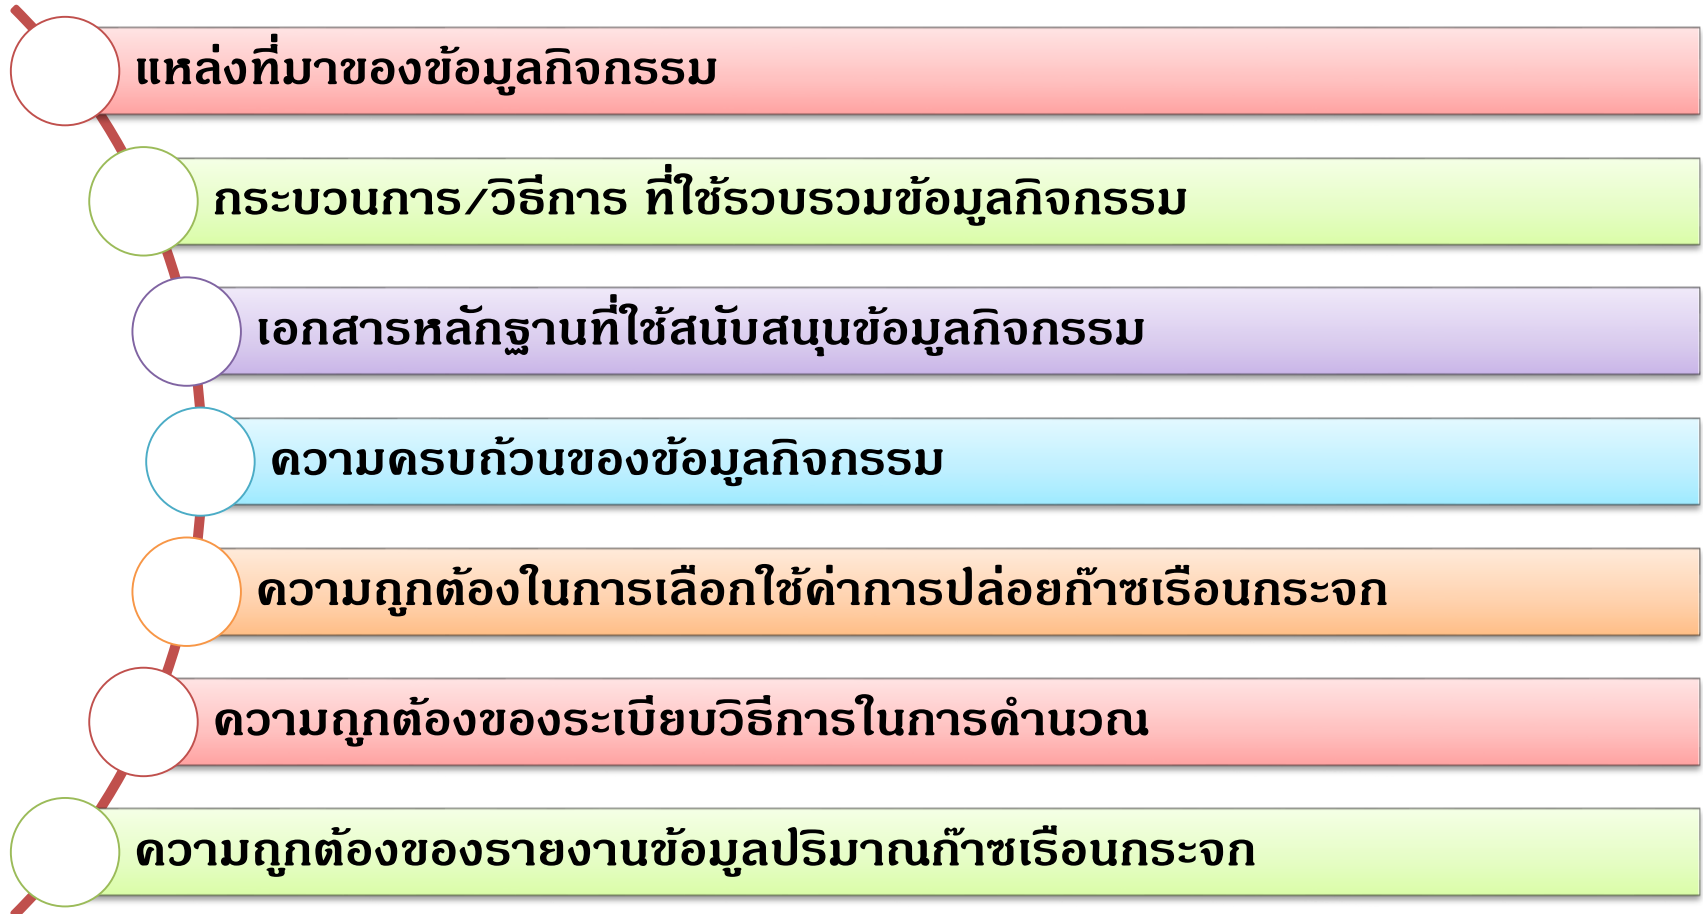 แหล่งที่มาของข้อมูลกิจกรรม
กระบวนการ/วิธีการ ที่ใช้รวบรวมข้อมูลกิจกรรม
เอกสารหลักฐานที่ใช้สนับสนุนข้อมูลกิจกรรม
ความครบถ้วนของข้อมูลกิจกรรม
ความถูกต้องในการเลือกใช้ค่าการปล่อยก๊าซเรือนกระจก
ความถูกต้องของระเบียบวิธีการในการคำนวณ
ความถูกต้องของรายงานข้อมูลปริมาณก๊าซเรือนกระจก